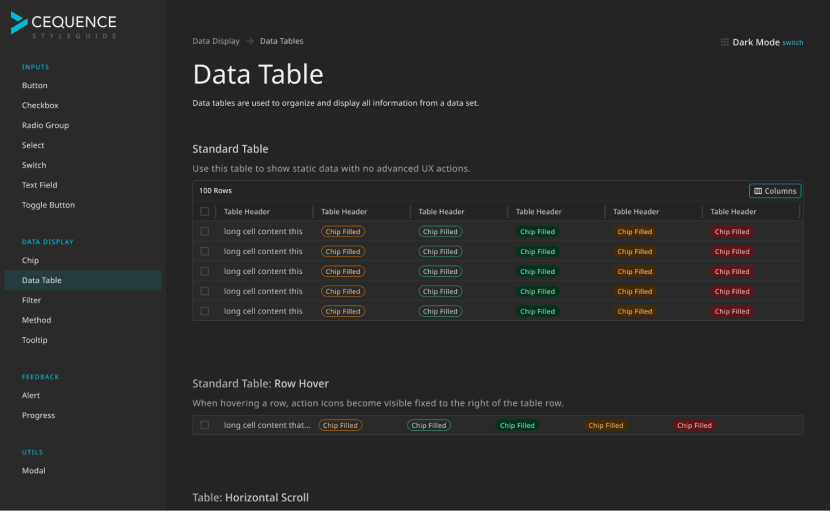 CEQUENCE
STYLEGUIDE
INPUTS
Button
Checkbox
Radio Group
Select
Switch
Text Field
Toggle Button
DATA DISPLAY
Chip
Data Table
Filter
Method
Tooltip
FEEDBACK
Alert
Progress
UTILS
Modal
Data Display → Data Tables
Dark Mode switch
Data Table
Data tables are used to organize and display all information from a data set.
Standard Table
Use this table to show static data with no advanced UX actions.
100 Rows Columns
Table Header Table Header Table Header Table Header Table Header Table Header
long cell content this Chip Filled Chip Filled Chip Filled Chip Filled Chip Filled
long cell content this Chip Filled Chip Filled Chip Filled Chip Filled Chip Filled
long cell content this Chip Filled Chip Filled Chip Filled Chip Filled Chip Filled
long cell content this Chip Filled Chip Filled Chip Filled Chip Filled Chip Filled
long cell content this Chip Filled Chip Filled Chip Filled Chip Filled Chip Filled
Standard Table: Row Hover
When hovering a row, action icons become visible fixed to the right of the table row.
long cell content that... Chip Filled Chip Filled Chip Filled Chip Filled Chip Filled
Table: Horizontal Scroll